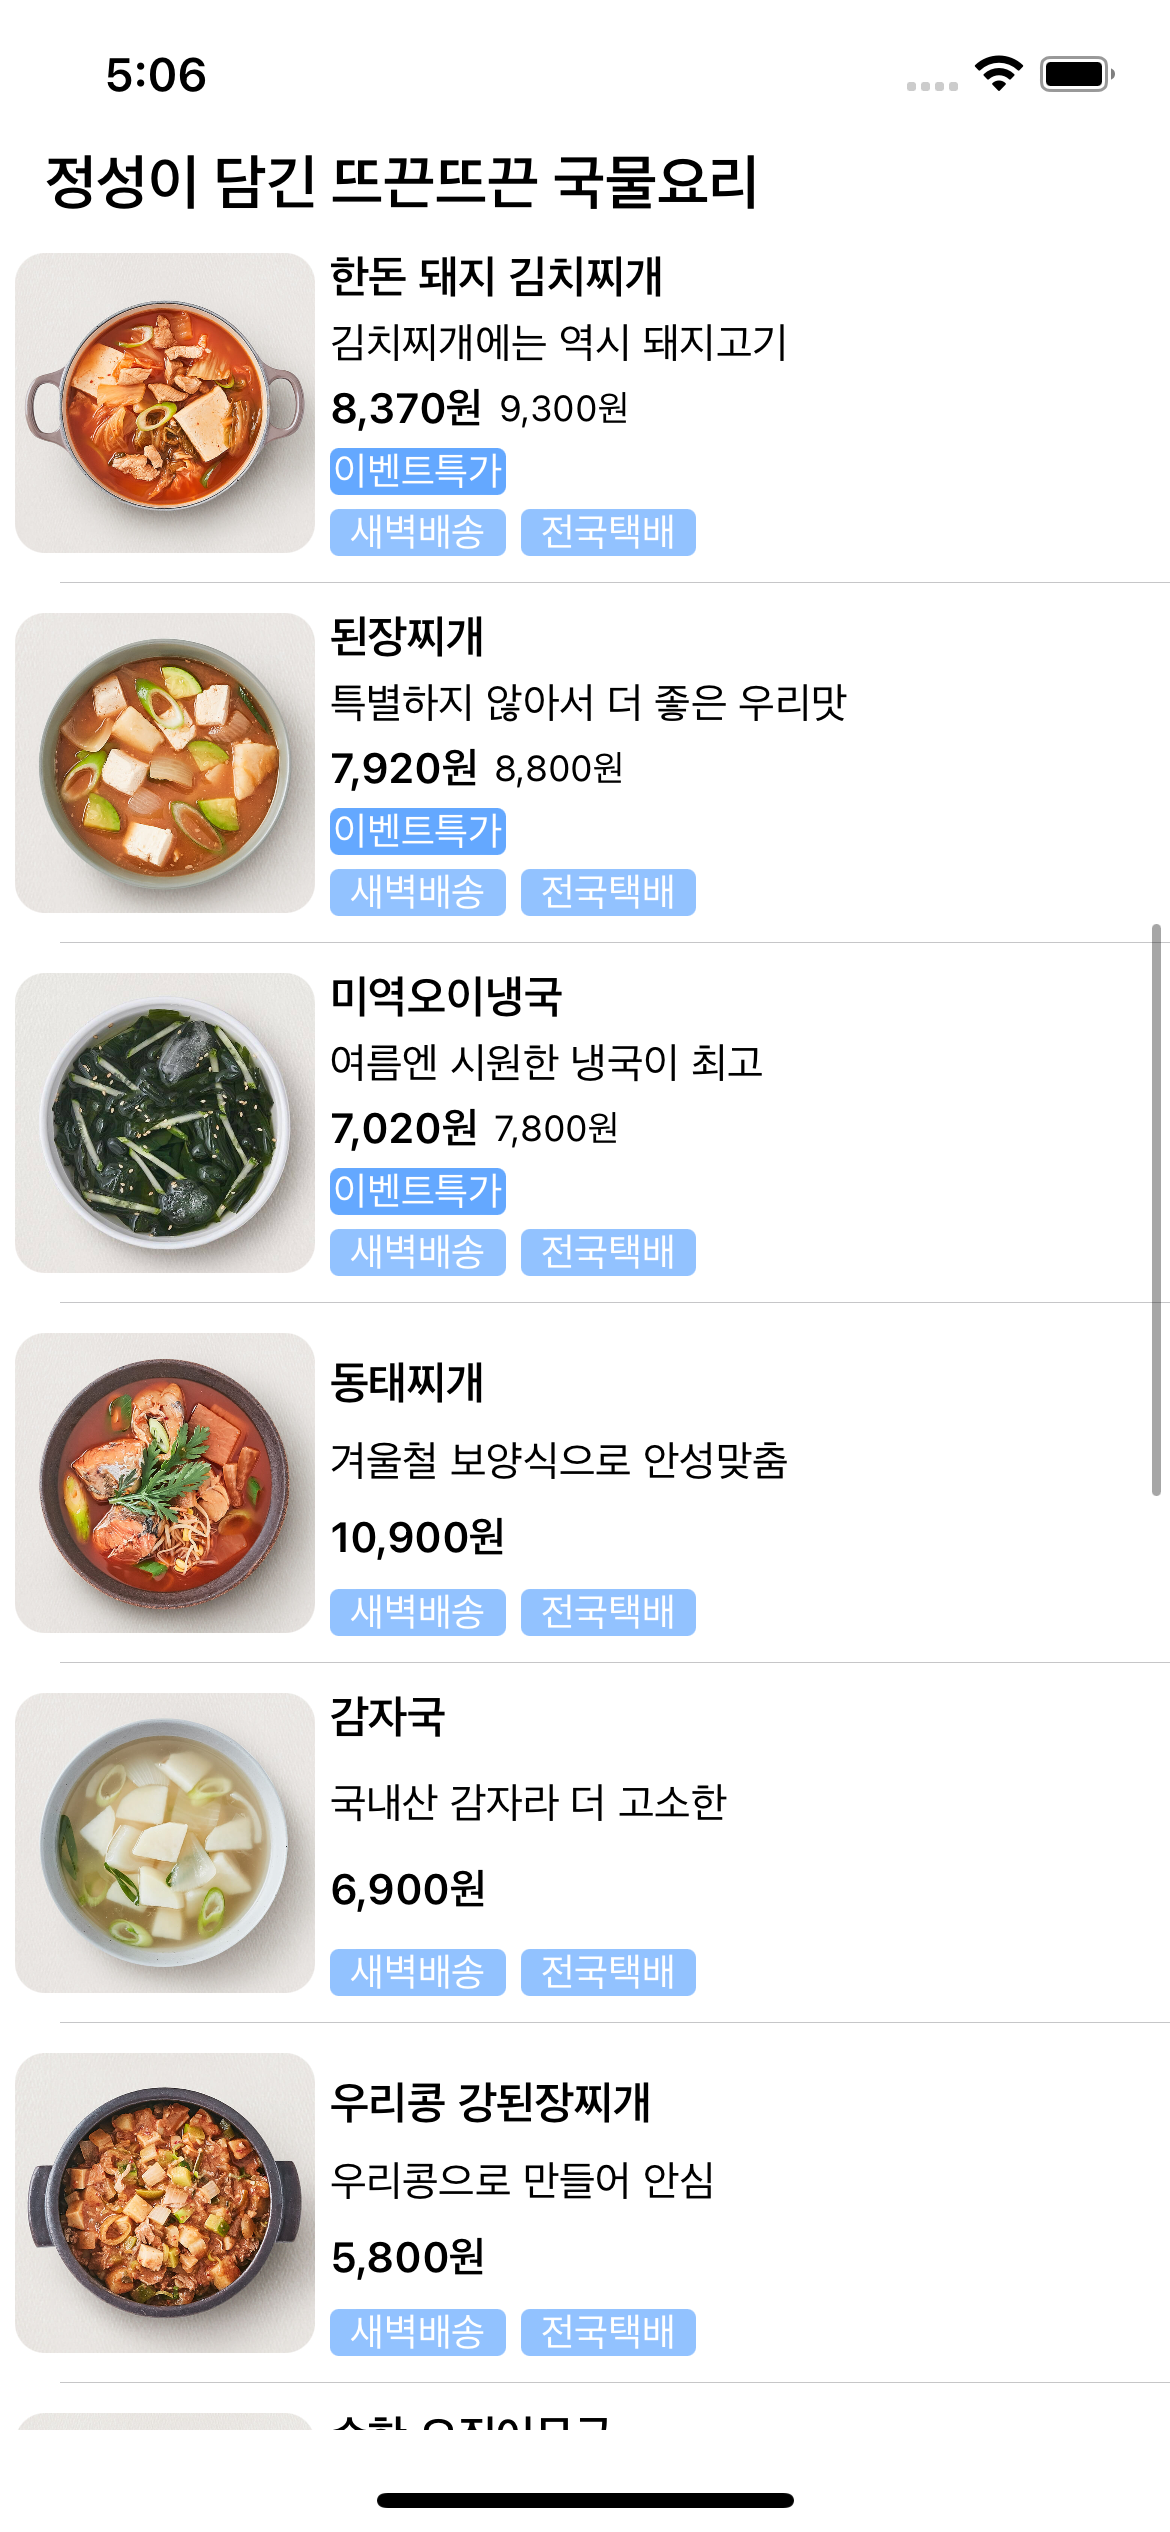 5:06
정성이 담긴 뜨끈뜨끈 국물요리
한돈 돼지 김치찌개
김치찌개에는 역시 돼지고기
8,370원 9,300원
이벤트특가
새벽배송 전국택배
된장찌개
특별하지 않아서 더 좋은 우리맛
7,920원 8,800원
이벤트특가
새벽배송 전국택배
미역오이냉국
여름엔 시원한 냉국이 최고
7,020원 7,800원
이벤트특가
새벽배송 전국택배
동태찌개
겨울철 보양식으로 안성맞춤
10,900원
새벽배송 전국택배
감자국
국내산 감자라 더 고소한
6,900원
새벽배송 전국택배
우리콩 강된장찌개
우리콩으로 만들어 안심
5,800원
새벽배송 전국택배